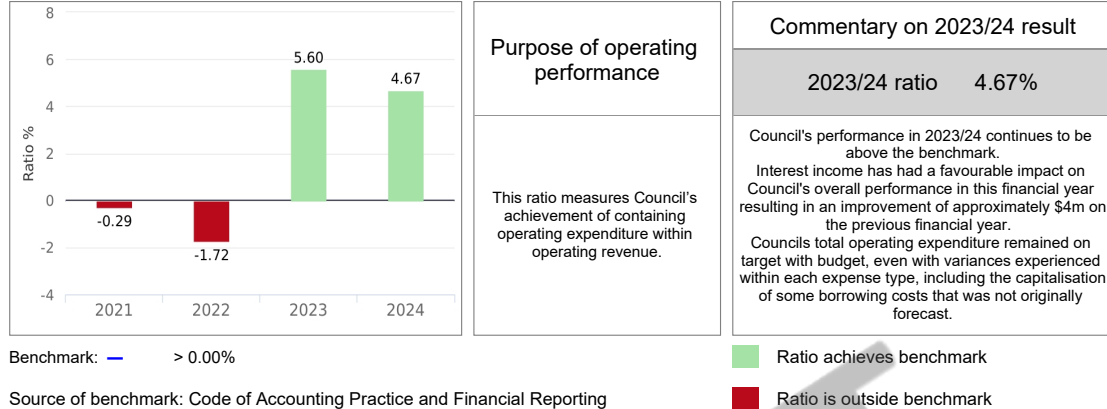 8
6
4
2
0
-2
-4
Ratio %
-0.29
-1.72
5.60
4.67
2021
2022
2023
2024
Purpose of operating
performance
This ratio measures Council's
achievement of containing
operating expenditure within
operating revenue.
Commentary on 2023/24 result
2023/24 ratio 4.67%
Council's performance in 2023/24 continues to be
above the benchmark.
Interest income has had a favourable impact on
Council's overall performance in this financial year
resulting in an improvement of approximately $4m on
the previous financial year.
Councils total operating expenditure remained on
target with budget, even with variances experienced
within each expense type, including the capitalisation
of some borrowing costs that was not originally
forecast.
Benchmark: > 0.00%
Source of benchmark: Code of Accounting Practice and Financial Reporting
Ratio achieves benchmark
Ratio is outside benchmark